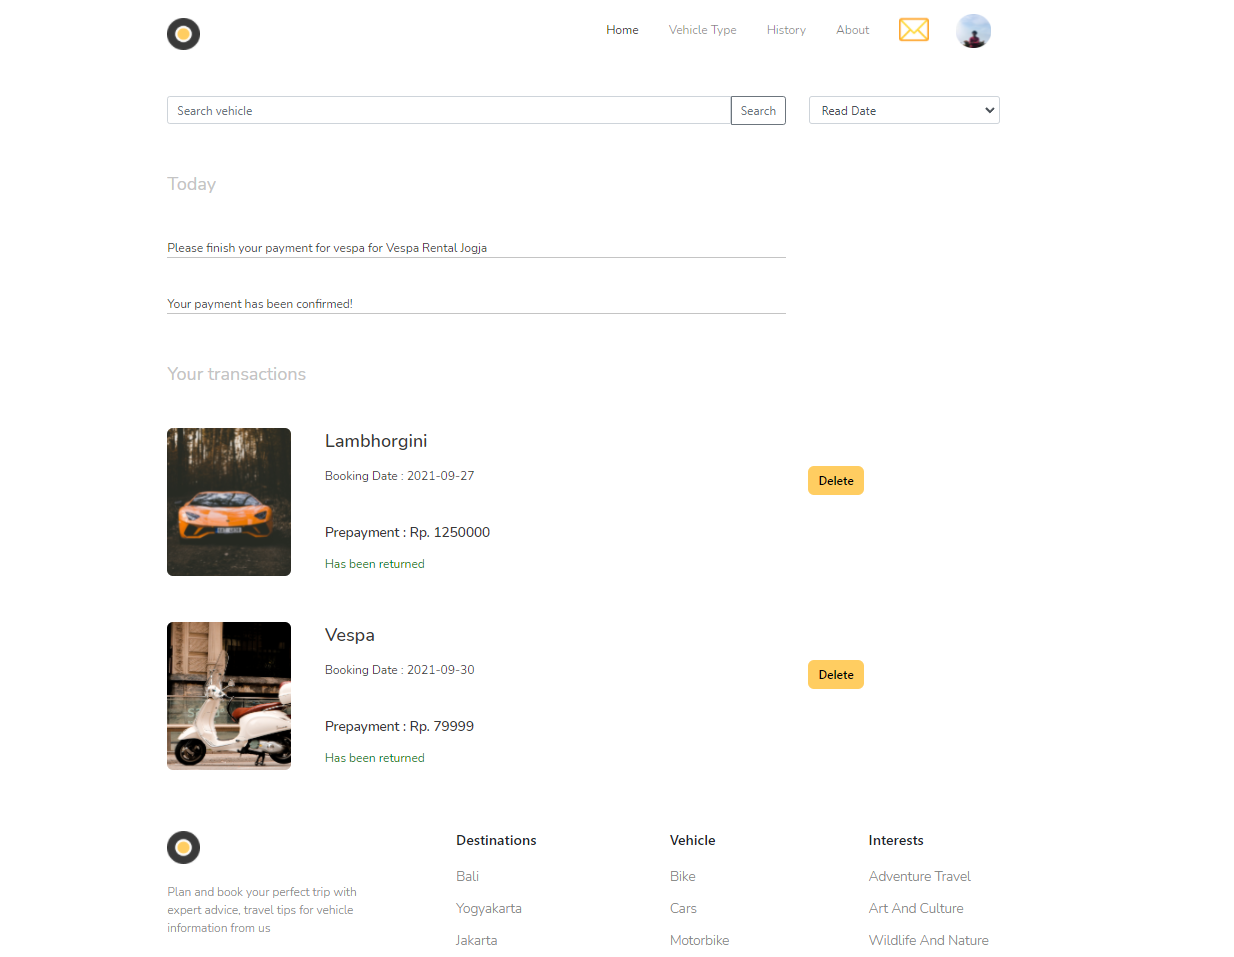 Home Vehicle Type History About
Search vehicle Search Read Date
Today
Please finish your payment for vespa for Vespa Rental Jogja
Your payment has been confirmed!
Your transactions
Lambhorgini
Booking Date : 2021-09-27
Delete
Prepayment : Rp. 1250000
Has been returned
Vespa
Booking Date : 2021-09-30
Delete
Prepayment : Rp. 79999
Has been returned
Plan and book your perfect trip with
expert advice, travel tips for vehicle
information from us
Destinations
Bali
Yogyakarta
Jakarta
Vehicle
Bike
Cars
Motorbike
Interests
Adventure Travel
Art And Culture
Wildlife And Nature